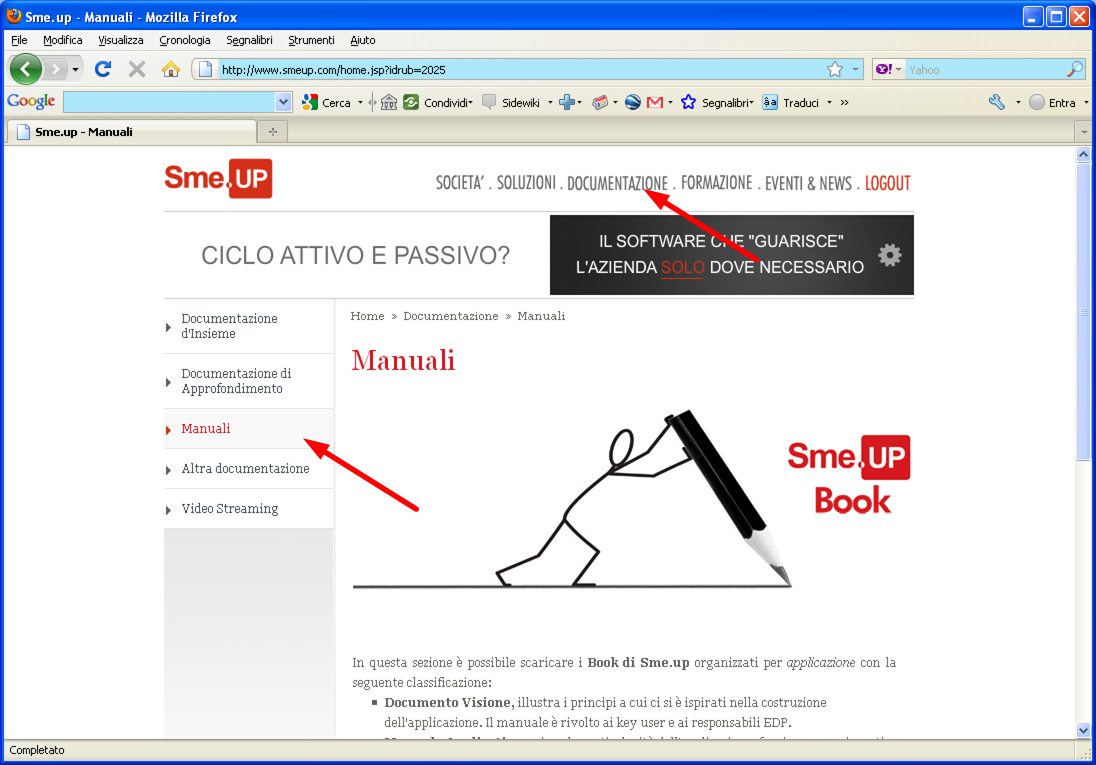 Sme.up - Manuali - Mozilla Firefox
File Modifica Visualizza Cronologia Segnalibri Strumenti Aiuto
http://www.smeup.com/home.jsp?idrub=2025
Yahoo
Google Cerca Condividi Sidewiki Segnalibri Traduci » Entra
Sme.up - Manuali
Sme.UP
SOCIETA' . SOLUZIONI . DOCUMENTAZIONE . FORMAZIONE . EVENTI & NEWS . LOGOUT
CICLO ATTIVO E PASSIVO?
IL SOFTWARE CHE "GUARISCE"
L'AZIENDA SOLO DOVE NECESSARIO
Documentazione
d'Insieme
Documentazione di
Approfondimento
Manuali
Altra documentazione
Video Streaming
Home » Documentazione » Manuali
Manuali
Sme.UP
Book
In questa sezione è possibile scaricare i Book di Sme.up organizzati per applicazione con la
seguente classificazione:
Documento Visione, illustra i principi a cui ci si è ispirati nella costruzione
dell'applicazione. Il manuale è rivolto ai key user e ai responsabili EDP.
Completato